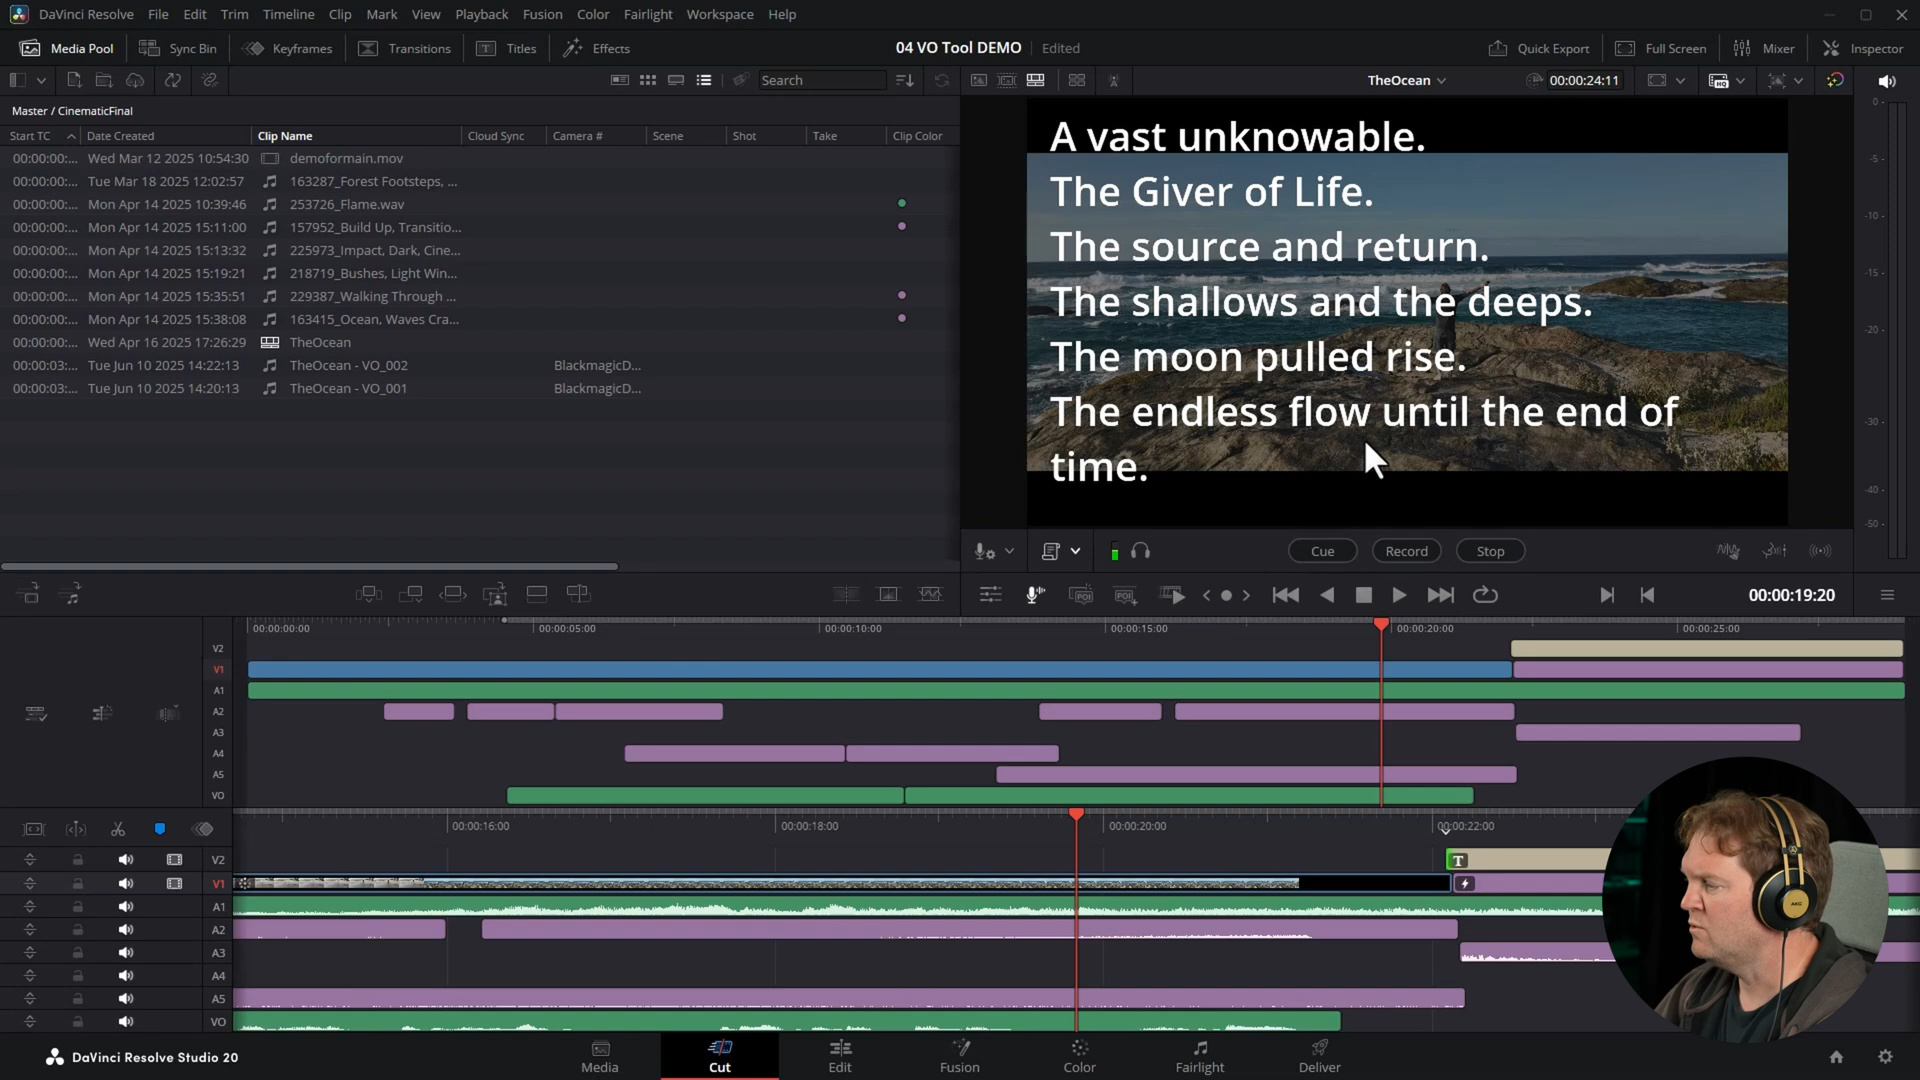 DaVinci Resolve File Edit Trim Timeline Clip Mark View Playback Fusion Color Fairlight Workspace Help
Media Pool Sync Bin Keyframes Transitions Titles Effects 04 VO Tool DEMO Edited Quick Export Full Screen Mixer Inspector
Search TheOcean 00:00:24:11
Master / CinematicFinal
Start TC Date Created Clip Name Cloud Sync Camera # Scene Shot Take Clip Color
00:00:00:... Wed Mar 12 2025 10:54:30 demoformain.mov
00:00:00:... Tue Mar 18 2025 12:02:57 163287_Forest Footsteps, ...
00:00:00:... Mon Apr 14 2025 10:39:46 253726_Flame.wav
00:00:00:... Mon Apr 14 2025 15:11:00 157952_Build Up, Transitio...
00:00:00:... Mon Apr 14 2025 15:13:32 225973_Impact, Dark, Cine...
00:00:00:... Mon Apr 14 2025 15:19:21 218719_Bushes, Light Win...
00:00:00:... Mon Apr 14 2025 15:35:51 229387_Walking Through ...
00:00:00:... Mon Apr 14 2025 15:38:08 163415_Ocean, Waves Cra...
00:00:00:... Wed Apr 16 2025 17:26:29 TheOcean
00:00:03:... Tue Jun 10 2025 14:22:13 TheOcean - VO_002 BlackmagicD...
00:00:03:... Tue Jun 10 2025 14:20:13 TheOcean - VO_001 BlackmagicD...
A vast unknowable.
The Giver of Life.
The source and return.
The shallows and the deeps.
The moon pulled rise.
The endless flow until the end of
time.
0
-5
-10
-15
-20
-30
-40
-50
Cue Record Stop
POI POI 00:00:19:20
00:00:00:00 00:00:05:00 00:00:10:00 00:00:15:00 00:00:20:00 00:00:25:00
V2
V1
A1
A2
A3
A4
A5
VO
00:00:16:00 00:00:18:00 00:00:20:00 00:00:22:00
V2 T
V1
A1
A2
A3
A4
A5
VO
AKG
DaVinci Resolve Studio 20 Media Cut Edit Fusion Color Fairlight Deliver